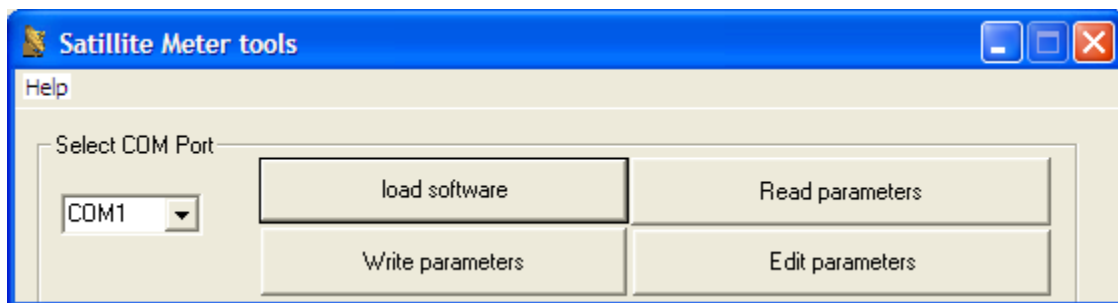 Satillite Meter tools
Help
Select COM Port
load software
Read parameters
COM1
Write parameters
Edit parameters